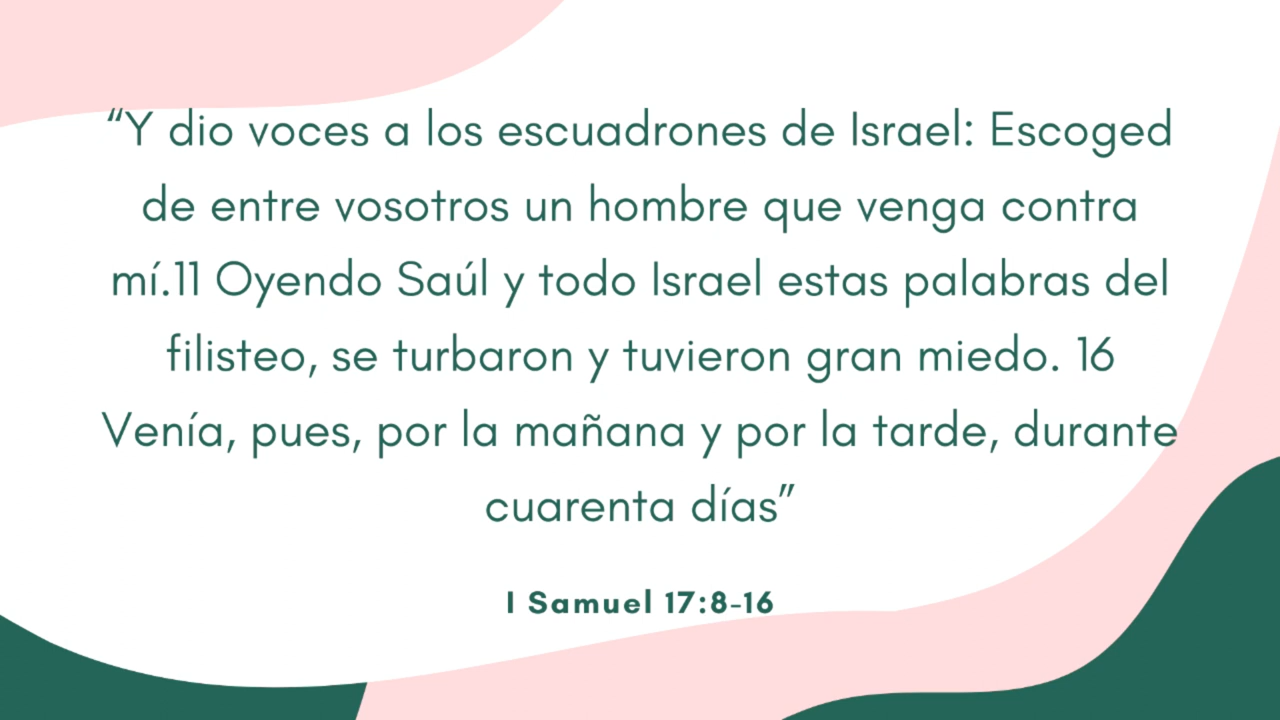 “Y dio voces a los escuadrones de Israel: Escoged
de entre vosotros un hombre que venga contra
mí.11 Oyendo Saúl y todo Israel estas palabras del
filisteo, se turbaron y tuvieron gran miedo. 16
Venía, pues, por la mañana y por la tarde, durante
cuarenta días”
I Samuel 17:8-16